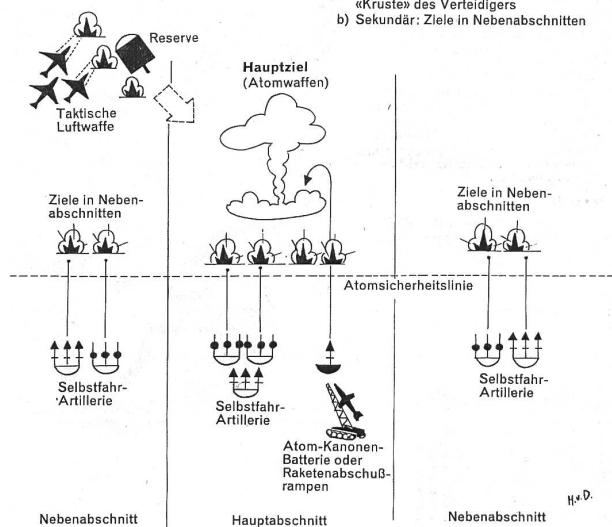 «Kruste» des Verteidigers
b) Sekundär: Ziele in Nebenabschnitten
Reserve
Hauptziel
(Atomwaffen)
Taktische
Luftwaffe
Ziele in Neben-
abschnitten
Ziele in Neben-
abschnitten
Atomsicherheitslinie
Selbstfahr-
Artillerie
Selbstfahr-
Artillerie
Selbstfahr-
Artillerie
Atom-Kanonen-
Batterie oder
Raketenabschuß-
rampen
H.v.D.
Nebenabschnitt
Hauptabschnitt
Nebenabschnitt